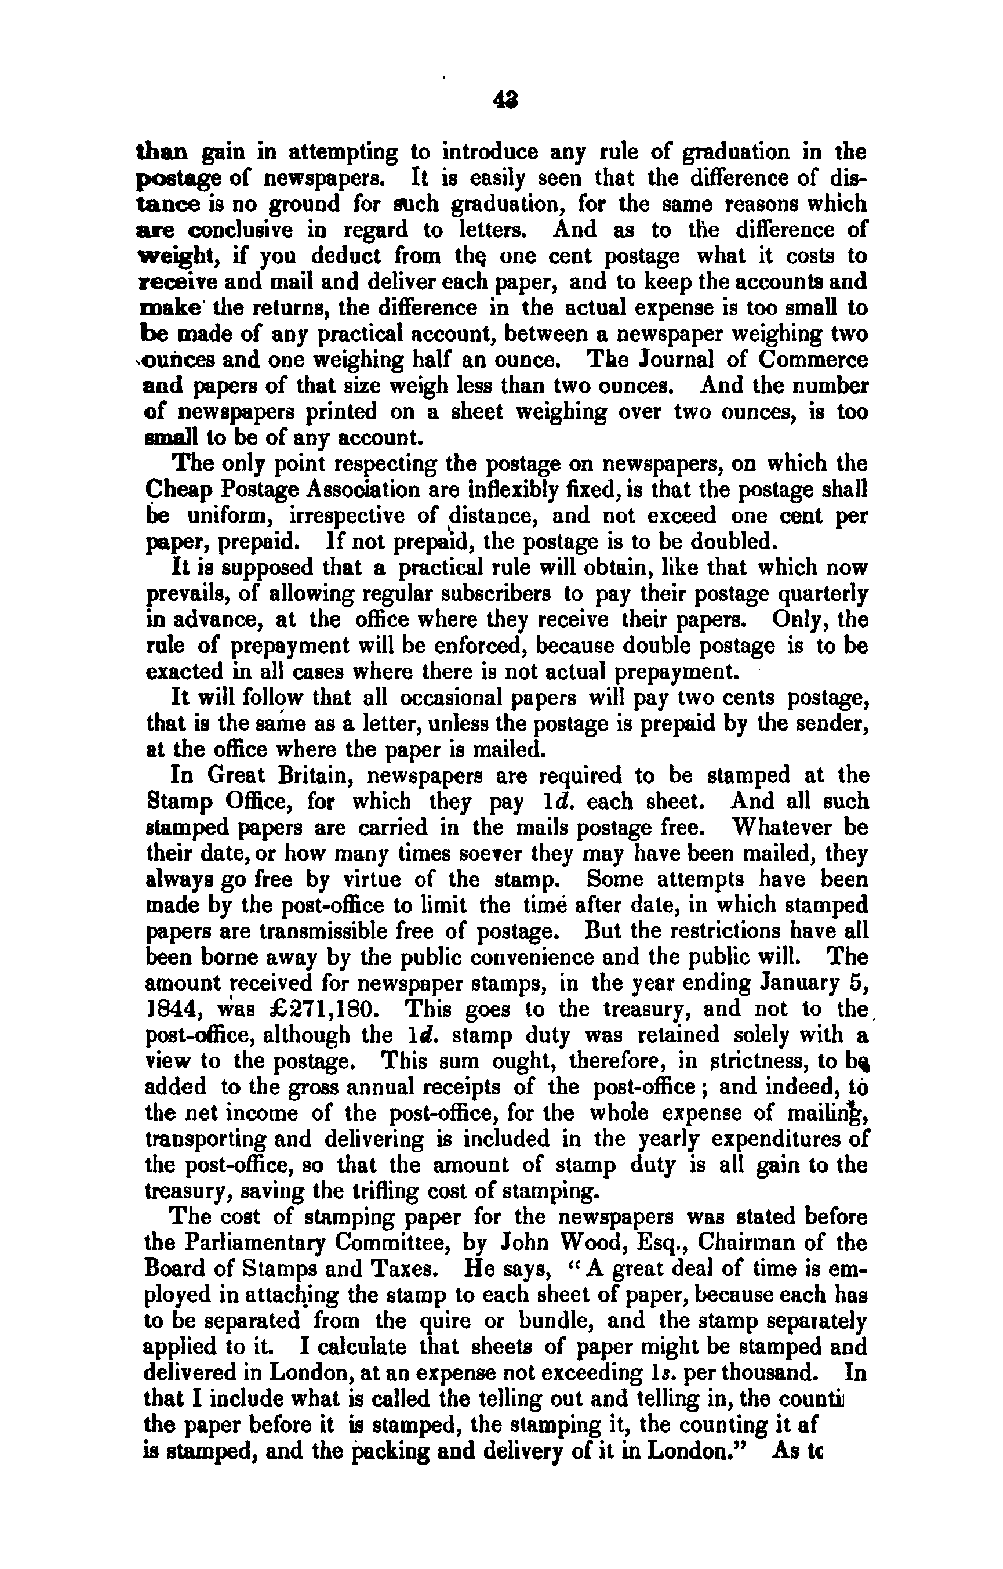 43
than gain in attempting to introduce any rule of graduation in the
postage of newspapers. It is easily seen that the difference of dis-
tance is no ground for such graduation, for the same reasons which
are conclusive in regard to letters. And as to the difference of
weight, if you deduct from the one cent postage what it costs to
receive and mail and deliver each paper, and to keep the accounts and
make the returns, the difference in the actual expense is too small to
be made of any practical account, between a newspaper weighing two
ounces and one weighing half an ounce. The Journal of Commerce
and papers of that size weigh less than two ounces. And the number
of newspapers printed on a sheet weighing over two ounces, is too
small to be of any account.
The only point respecting the postage on newspapers, on which the
Cheap Postage Association are inflexibly fixed, is that the postage shall
be uniform, irrespective of distance, and not exceed one cent per
paper, prepaid. If not prepaid, the postage is to be doubled.
It is supposed that a practical rule will obtain, like that which now
prevails, of allowing regular subscribers to pay their postage quarterly
in advance, at the office where they receive their papers. Only, the
rule of prepayment will be enforced, because double postage is to be
exacted in all cases where there is not actual prepayment.
It will follow that all occasional papers will pay two cents postage,
that is the same as a letter, unless the postage is prepaid by the sender,
at the office where the paper is mailed.
In Great Britain, newspapers are required to be stamped at the
Stamp Office, for which they pay 1d. each sheet. And all such
stamped papers are carried in the mails postage free. Whatever be
their date, or how many times soever they may have been mailed, they
always go free by virtue of the stamp. Some attempts have been
made by the post-office to limit the time after date, in which stamped
papers are transmissible free of postage. But the restrictions have all
been borne away by the public convenience and the public will. The
amount received for newspaper stamps, in the year ending January 5,
1844, was £271,180. This goes to the treasury, and not to the
post-office, although the 1d. stamp duty was retained solely with a
view to the postage. This sum ought, therefore, in strictness, to be
added to the gross annual receipts of the post-office; and indeed, to
the net income of the post-office, for the whole expense of mailing,
transporting and delivering is included in the yearly expenditures of
the post-office, so that the amount of stamp duty is all gain to the
treasury, saving the trifling cost of stamping.
The cost of stamping paper for the newspapers was stated before
the Parliamentary Committee, by John Wood, Esq., Chairman of the
Board of Stamps and Taxes. He says, "A great deal of time is em-
ployed in attaching the stamp to each sheet of paper, because each has
to be separated from the quire or bundle, and the stamp separately
applied to it. I calculate that sheets of paper might be stamped and
delivered in London, at an expense not exceeding 1s. per thousand. In
that I include what is called the telling out and telling in, the counti
the paper before it is stamped, the stamping it, the counting it af
is stamped, and the packing and delivery of it in London." As